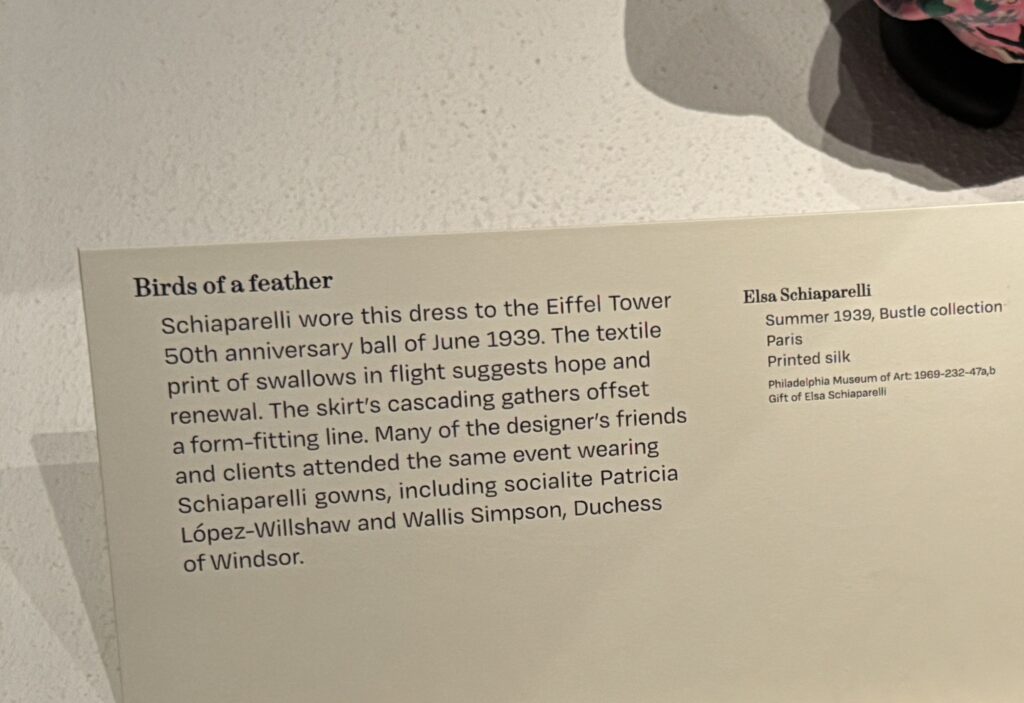 Birds of a feather
Schiaparelli wore this dress to the Eiffel Tower
50th anniversary ball of June 1939. The textile
print of swallows in flight suggests hope and
renewal. The skirt's cascading gathers offset
a form-fitting line. Many of the designer's friends
and clients attended the same event wearing
Schiaparelli gowns, including socialite Patricia
López-Willshaw and Wallis Simpson, Duchess
of Windsor.
Elsa Schiaparelli
Summer 1939, Bustle collection
Paris
Printed silk
Philadelphia Museum of Art: 1969-232-47a,b
Gift of Elsa Schiaparelli